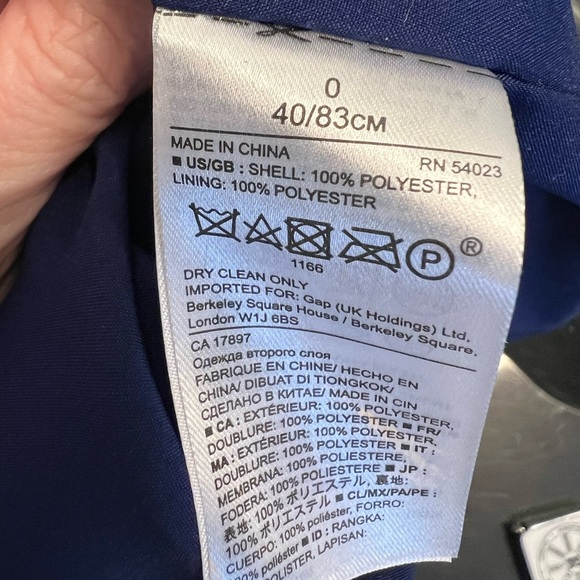 0
40/83CM
MADE IN CHINA RN 54023
■ US/GB : SHELL: 100% POLYESTER,
LINING: 100% POLYESTER
P ®
1166
DRY CLEAN ONLY
IMPORTED FOR: Gap (UK Holdings) Ltd,
Berkeley Square House / Berkeley Square,
London W1J 6BS
CA 17897
Одежда второго слоя
FABRIQUE EN CHINE/ HECHO EN
CHINA/ DIBUAT DI TIONGKOK/
СДЕЛАНО В КИТАЕ/ MADE IN CIN
■ CA : EXTÉRIEUR: 100% POLYESTER,
DOUBLURE: 100% POLYESTER ■ FR/
MA : EXTÉRIEUR: 100% POLYESTER,
DOUBLURE: 100% POLYESTER ■ IT :
MEMBRANA: 100% POLIESTERE,
FODERA: 100% POLIESTERE ■ JP :
表地: 100% ポリエステル, 裏地:
100% ポリエステル ■ CL/MX/PA/PE :
CUERPO: 100% poliéster, FORRO:
100% poliéster ■ ID : RANGKA:
100% POLISTER, LAPISAN: